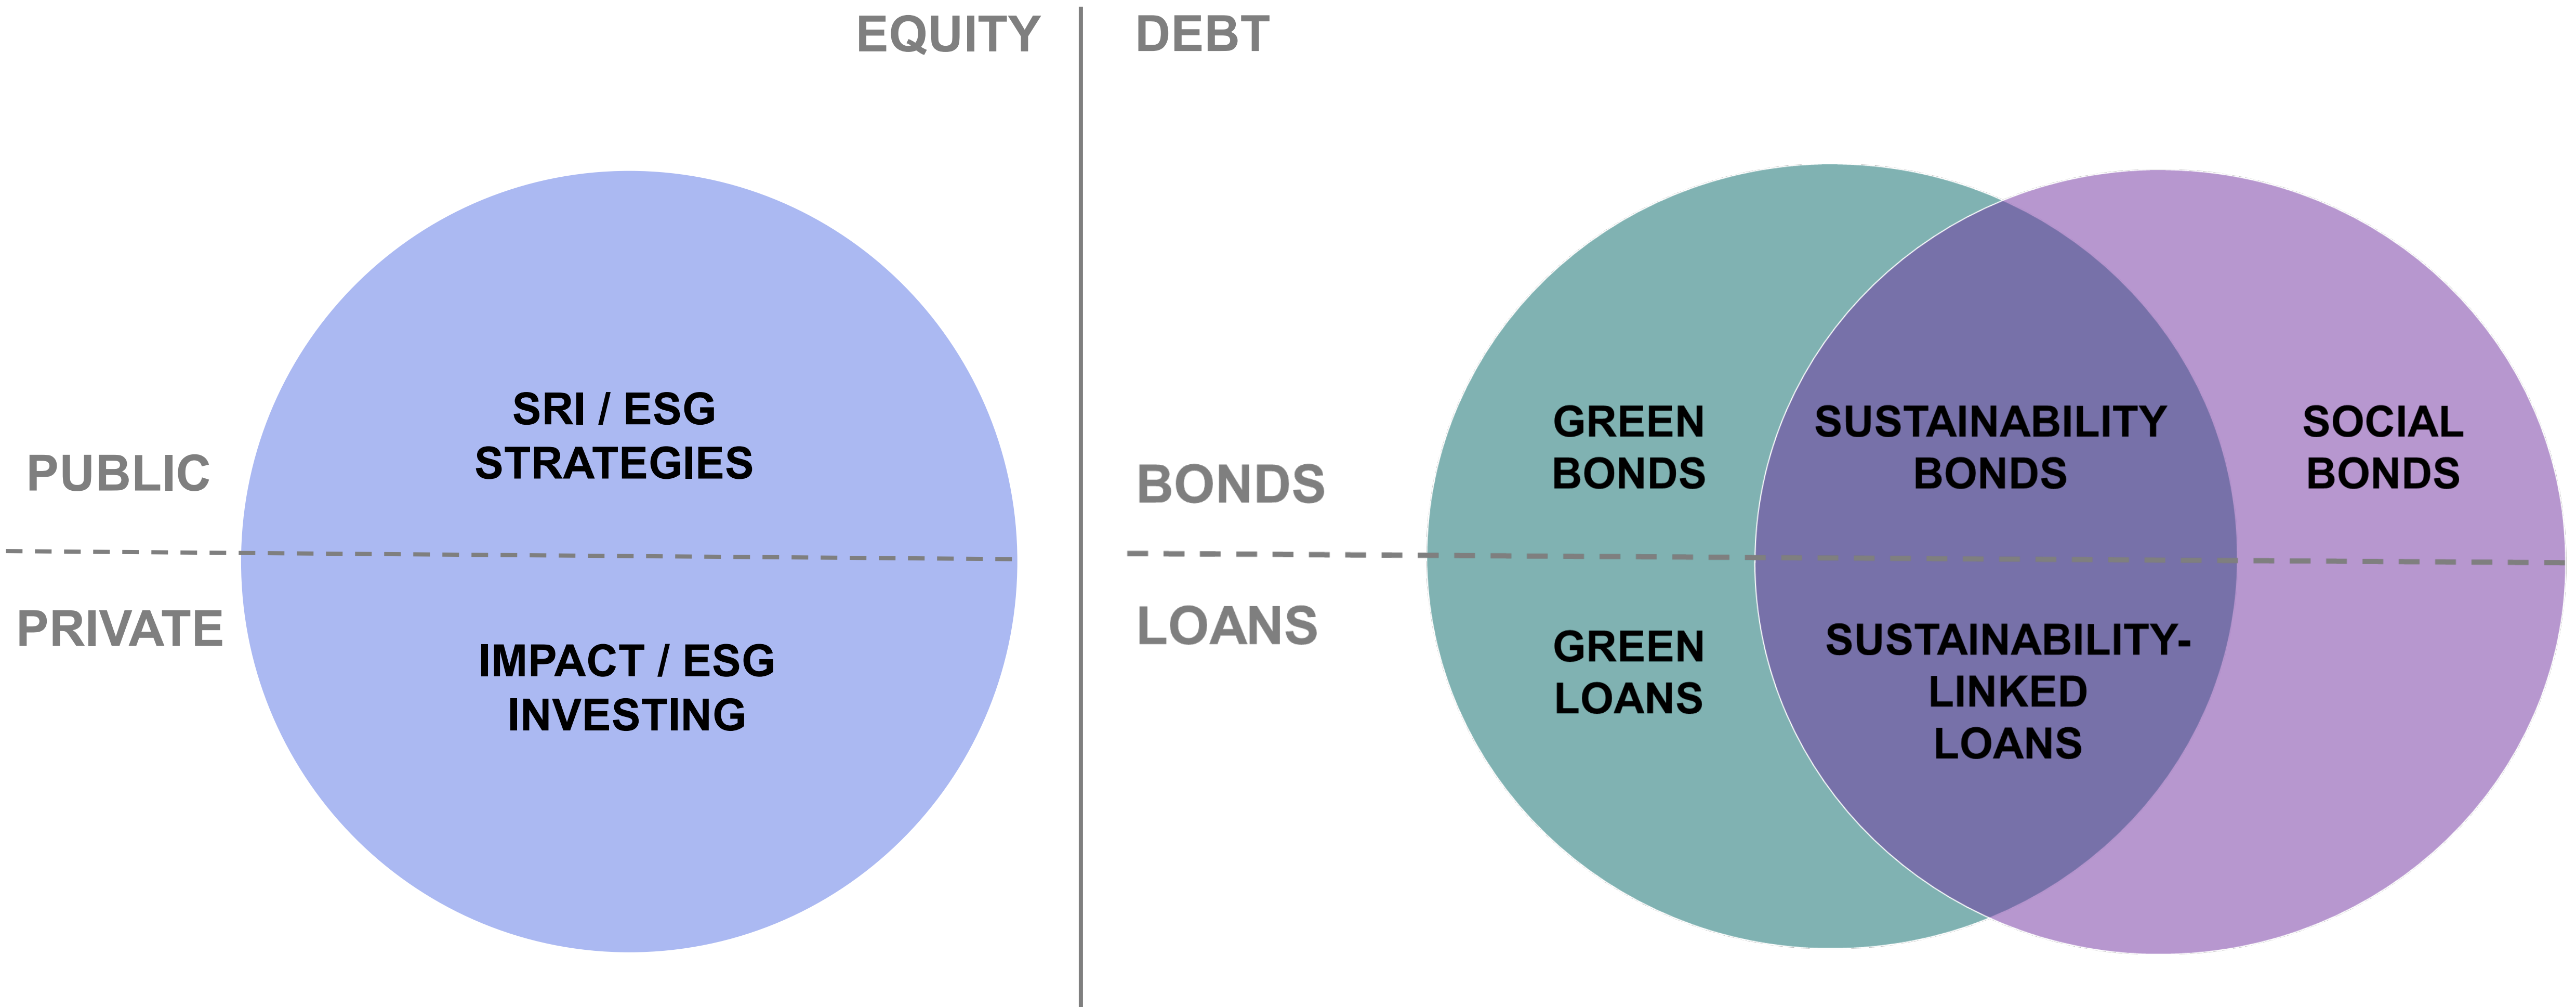 EQUITY
DEBT
PUBLIC
PRIVATE
SRI / ESG
STRATEGIES
IMPACT / ESG
INVESTING
BONDS
LOANS
GREEN
BONDS
SUSTAINABILITY
BONDS
SOCIAL
BONDS
GREEN
LOANS
SUSTAINABILITY-
LINKED
LOANS